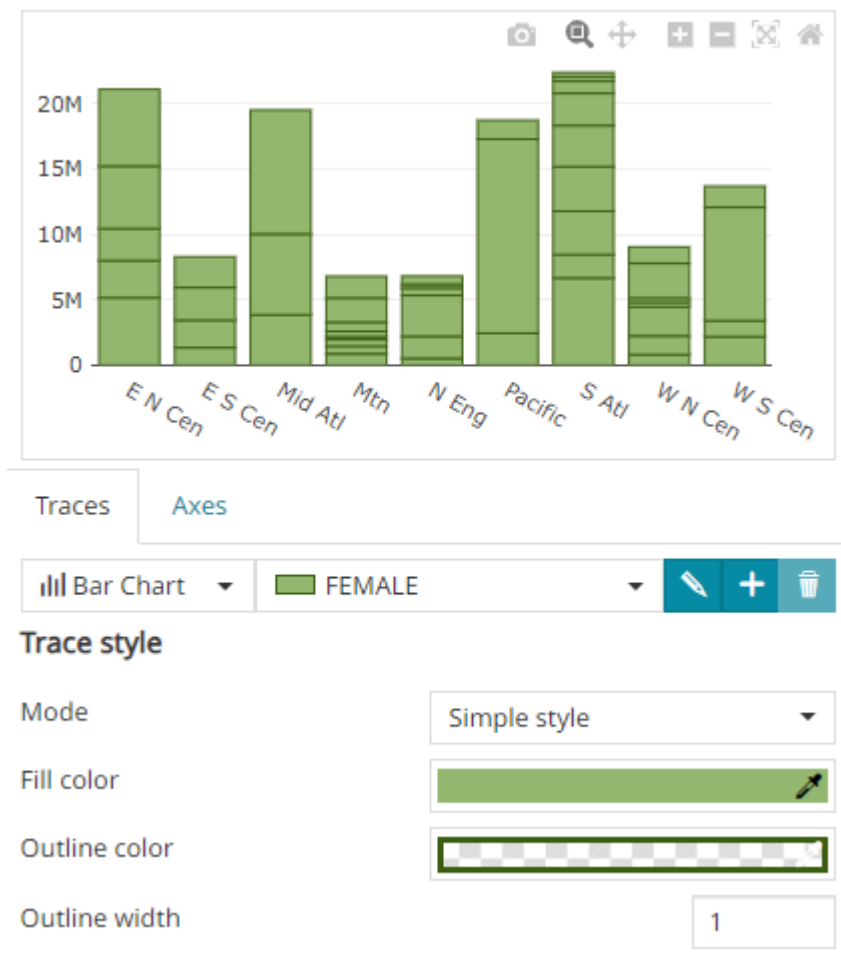 20M
15M
10M
5M
0
E N Cen
E S Cen
Mid Atl
Mtn
N Eng
Pacific
S Atl
W N Cen
W S Cen
Traces Axes
Bar Chart FEMALE
Trace style
Mode Simple style
Fill color
Outline color
Outline width 1